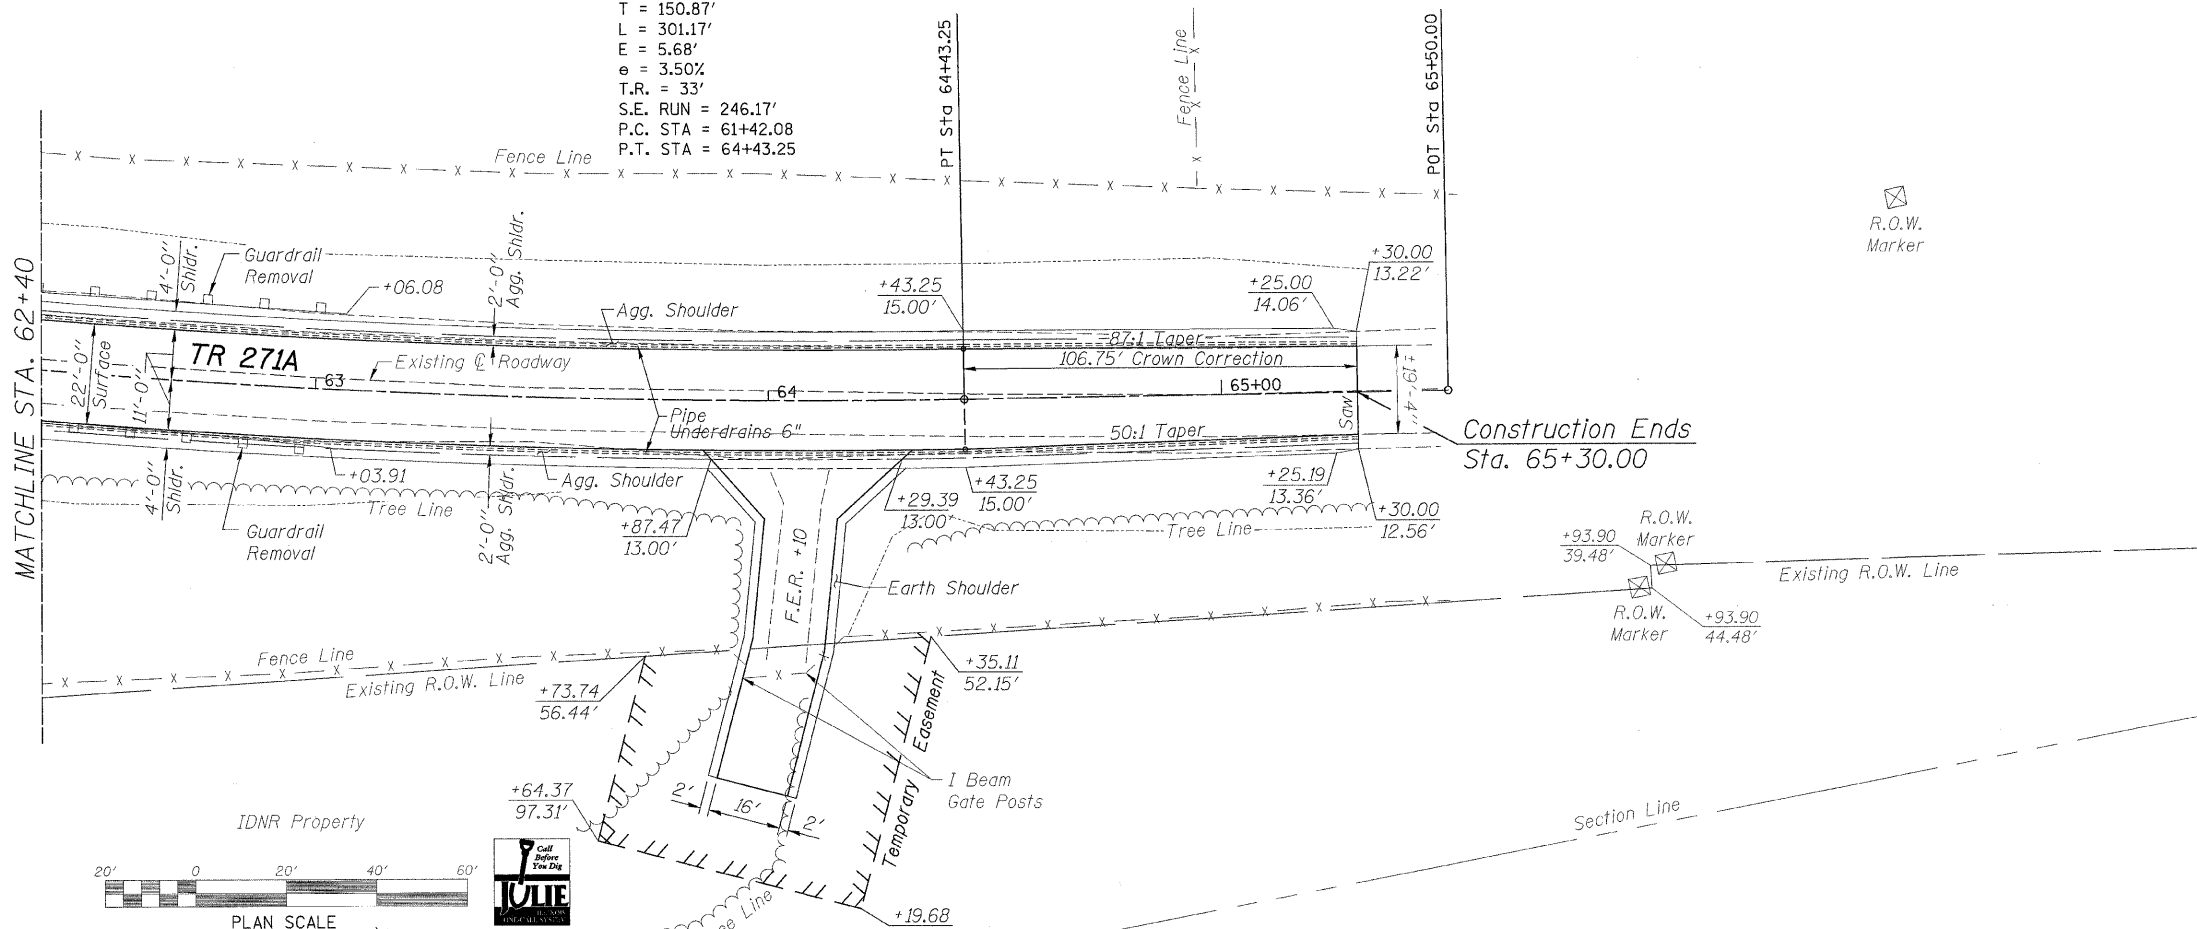 T = 150.87'
L = 301.17'
E = 5.68'
e = 3.50%
T.R. = 33'
S.E. RUN = 246.17'
P.C. STA = 61+42.08
P.T. STA = 64+43.25
PT Sta 64+43.25
POT Sta 65+50.00
Fence Line
Fence Line
R.O.W.
Marker
MATCHLINE STA. 62+40
4'-0"
Shldr.
Guardrail
Removal
+06.08
2'-0"
Agg. Shldr.
Agg. Shoulder
+43.25
15.00'
+25.00
14.06'
+30.00
13.22'
22'-0"
Surface
11'-0"
TR 271A
Existing ℄ Roadway
63
64
65+00
87:1 Taper
106.75' Crown Correction
±19'-4"
Saw
Pipe
Underdrains 6"
50:1 Taper
Construction Ends
Sta. 65+30.00
4'-0"
Shldr.
+03.91
Tree Line
Guardrail
Removal
2'-0"
Agg. Shldr.
Agg. Shoulder
+87.47
13.00'
F.E.R. +10
+29.39
13.00'
+43.25
15.00'
+25.19
13.36'
+30.00
12.56'
Tree Line
Earth Shoulder
+93.90
39.48'
R.O.W.
Marker
Existing R.O.W. Line
R.O.W.
Marker
+93.90
44.48'
Fence Line
Existing R.O.W. Line
+73.74
56.44'
+35.11
52.15'
Temporary Easement
I Beam
Gate Posts
+64.37
97.31'
2'
16'
2'
Section Line
IDNR Property
20'
0
20'
40'
60'
PLAN SCALE
Call
Before
You Dig
JULIE
ILLINOIS
ONE-CALL SYSTEM
+19.68
ce Line